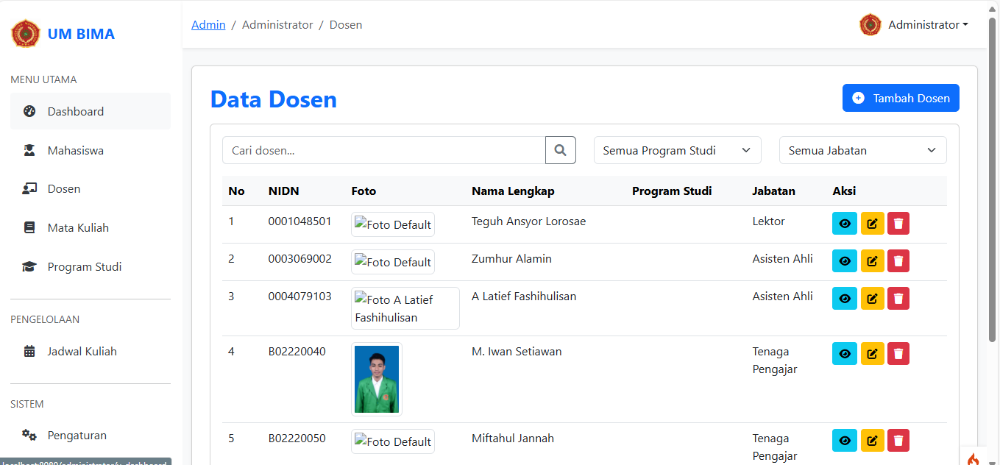 UM BIMA
Admin / Administrator / Dosen
Administrator
MENU UTAMA
Dashboard
Mahasiswa
Dosen
Mata Kuliah
Program Studi
PENGELOLAAN
Jadwal Kuliah
SISTEM
Pengaturan
Data Dosen
Tambah Dosen
Cari dosen...
Semua Program Studi
Semua Jabatan
No NIDN Foto Nama Lengkap Program Studi Jabatan Aksi
1 0001048501 Foto Default Teguh Ansyor Lorosae Lektor
2 0003069002 Foto Default Zumhur Alamin Asisten Ahli
3 0004079103 Foto A Latief A Latief Fashihulisan Asisten Ahli
Fashihulisan
4 B02220040 M. Iwan Setiawan Tenaga
Pengajar
5 B02220050 Foto Default Miftahul Jannah Tenaga
Pengajar